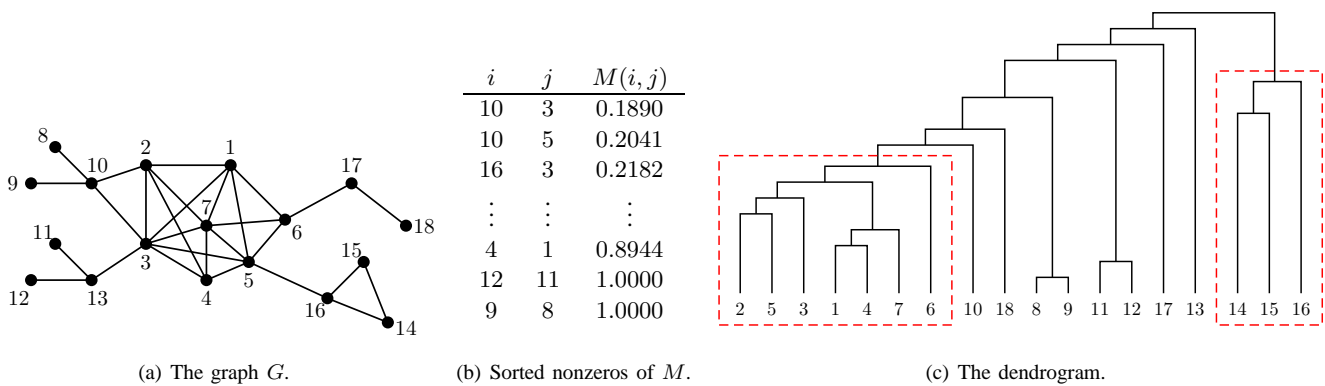 8
2
1
17
10
9
7
11
6
18
3
15
5
12
13
4
16
14
i j M(i, j)
10 3 0.1890
10 5 0.2041
16 3 0.2182
⋮ ⋮ ⋮
4 1 0.8944
12 11 1.0000
9 8 1.0000
2 5 3 1 4 7 6 10 18 8 9 11 12 17 13 14 15 16
(a) The graph G.
(b) Sorted nonzeros of M.
(c) The dendrogram.